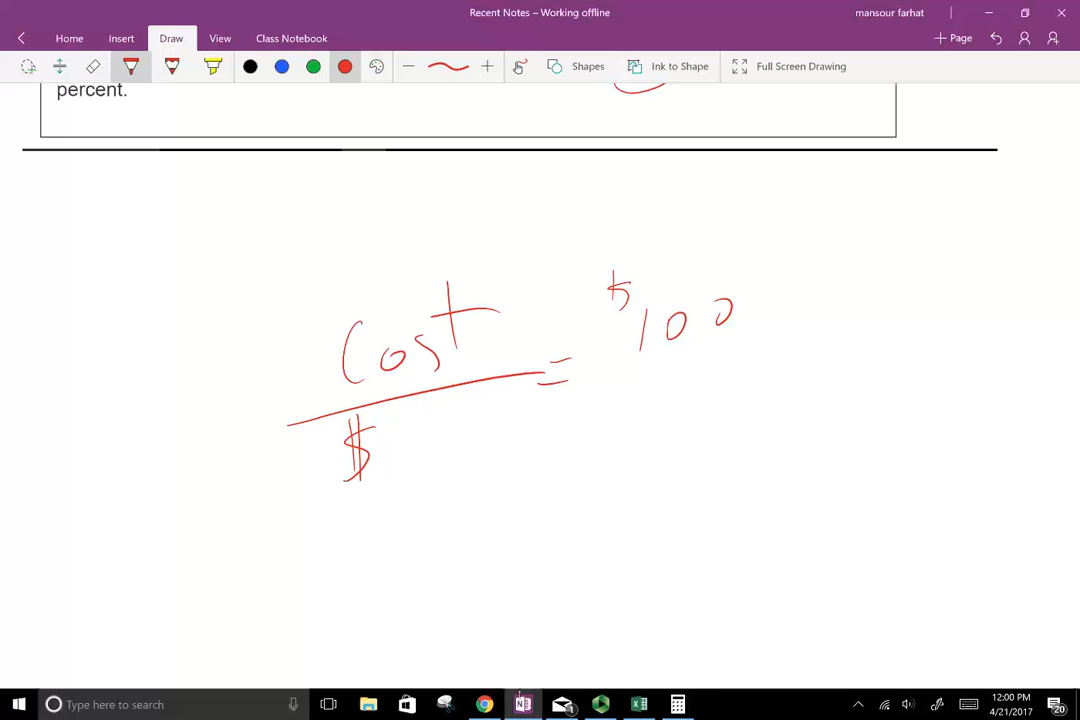 Recent Notes – Working offline
mansour farhat
Home Insert Draw View Class Notebook
Page
Shapes Ink to Shape Full Screen Drawing
percent.
Cost = 100
$
Type here to search
12:00 PM
4/21/2017
20